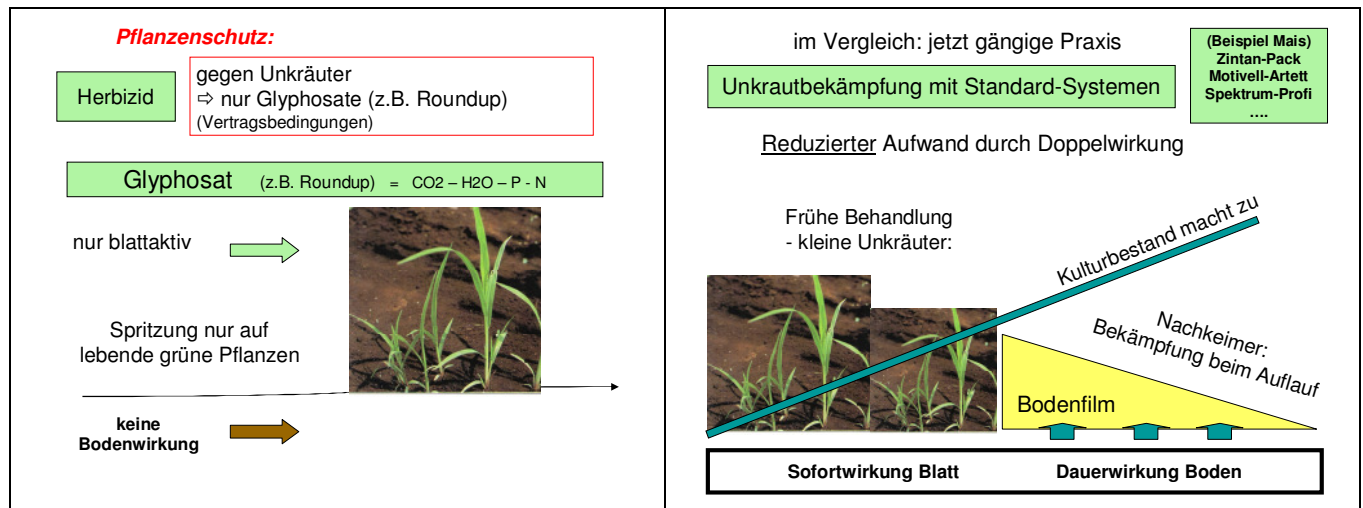 Pflanzenschutz:
Herbizid
gegen Unkräuter
⇨ nur Glyphosate (z.B. Roundup)
(Vertragsbedingungen)
Glyphosat (z.B. Roundup) = CO2 – H2O – P - N
nur blattaktiv
Spritzung nur auf
lebende grüne Pflanzen
keine
Bodenwirkung
im Vergleich: jetzt gängige Praxis
Unkrautbekämpfung mit Standard-Systemen
(Beispiel Mais)
Zintan-Pack
Motivell-Artett
Spektrum-Profi
....
Reduzierter Aufwand durch Doppelwirkung
Frühe Behandlung
- kleine Unkräuter:
Kulturbestand macht zu
Nachkeimer:
Bekämpfung beim Auflauf
Bodenfilm
Sofortwirkung Blatt Dauerwirkung Boden